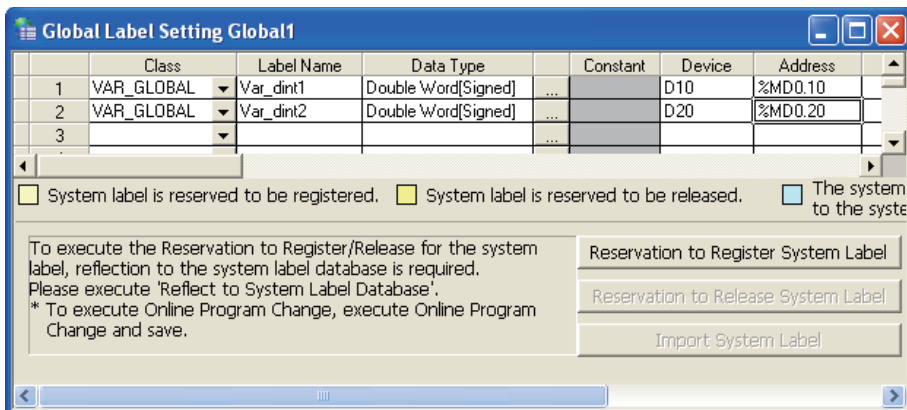 Global Label Setting Global1
Class Label Name Data Type Constant Device Address
1 VAR_GLOBAL Var_dint1 Double Word[Signed] ... D10 %MD0.10
2 VAR_GLOBAL Var_dint2 Double Word[Signed] ... D20 %MD0.20
3 ...
System label is reserved to be registered. System label is reserved to be released. The system
to the syste
To execute the Reservation to Register/Release for the system
label, reflection to the system label database is required.
Please execute 'Reflect to System Label Database'.
* To execute Online Program Change, execute Online Program
Change and save.
Reservation to Register System Label
Reservation to Release System Label
Import System Label